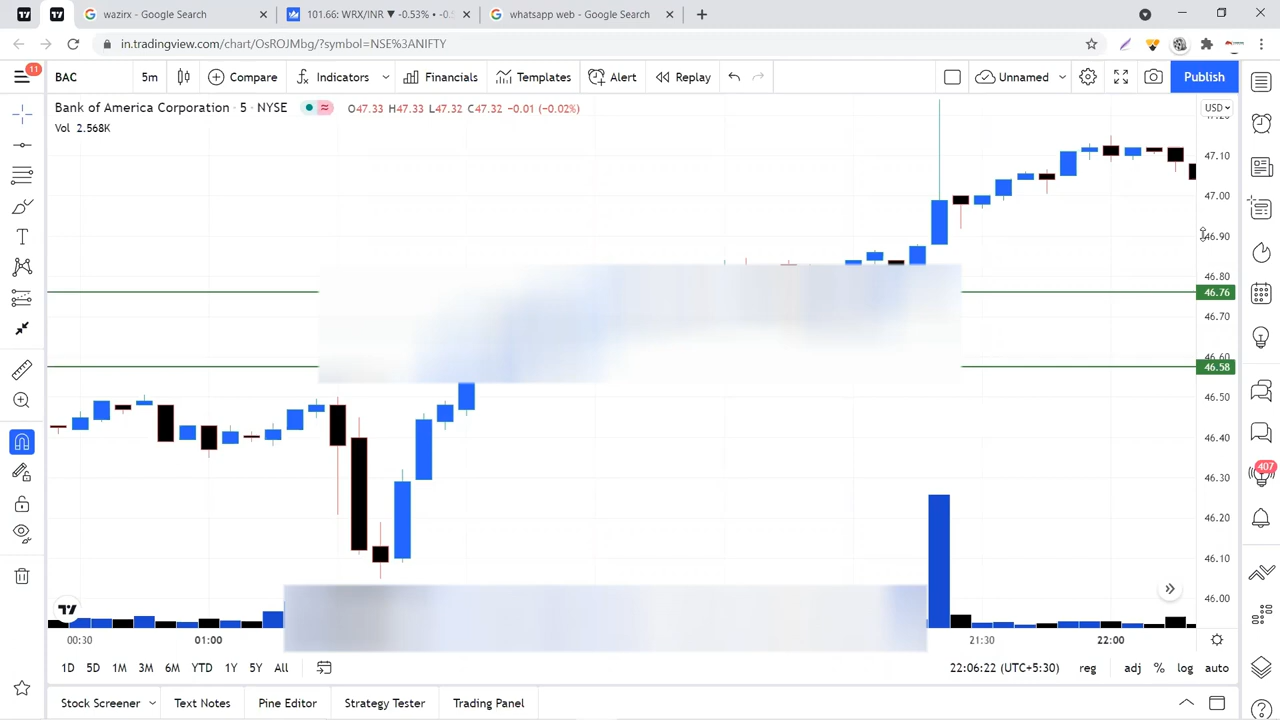 wazirx - Google Search
101.66: WRX/INR ▼ -0.53% • -0.5
whatsapp web - Google Search
in.tradingview.com/chart/OsROJMbg/?symbol=NSE%3ANIFTY
11
BAC
5m
Compare
Indicators
Financials
Templates
Alert
Replay
Unnamed
Publish
Bank of America Corporation · 5 · NYSE
O47.33 H47.33 L47.32 C47.32 -0.01 (-0.02%)
Vol 2.568K
USD
47.20
47.10
47.00
46.90
46.80
46.76
46.70
46.60
46.58
46.50
46.40
46.30
46.20
46.10
46.00
407
00:30
01:00
21:30
22:00
1D 5D 1M 3M 6M YTD 1Y 5Y All
22:06:22 (UTC+5:30)
reg
adj % log auto
Stock Screener
Text Notes
Pine Editor
Strategy Tester
Trading Panel